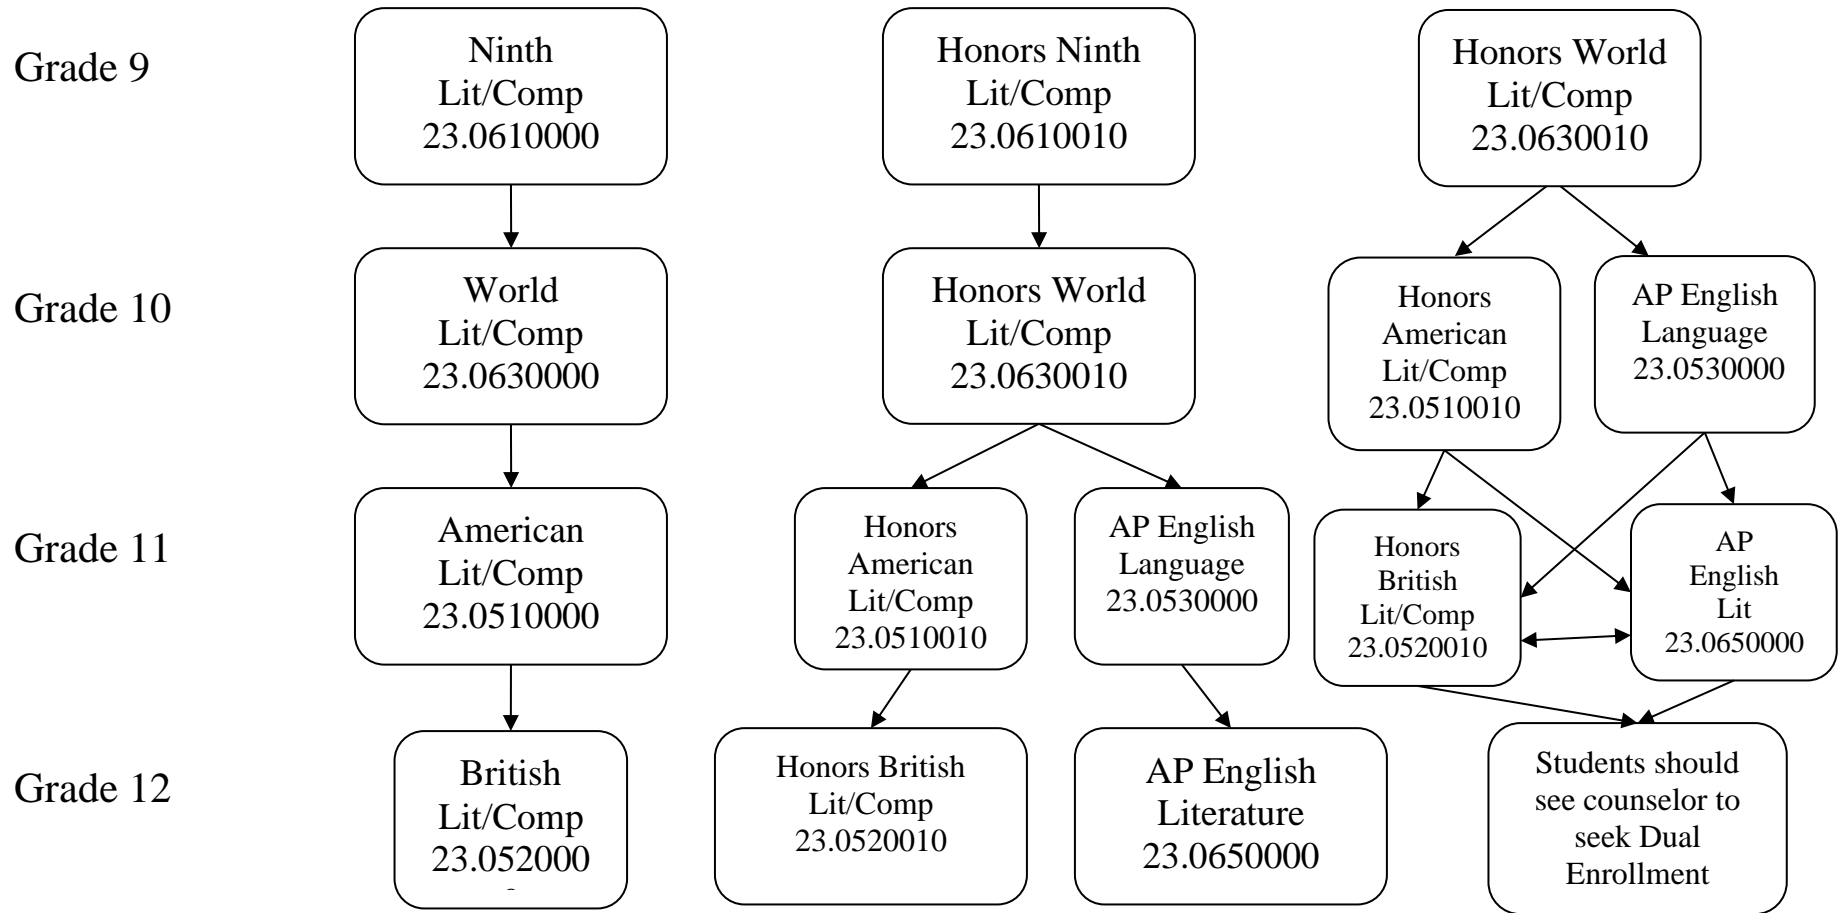 Grade 9
Ninth
Lit/Comp
23.0610000
Honors Ninth
Lit/Comp
23.0610010
Honors World
Lit/Comp
23.0630010
Grade 10
World
Lit/Comp
23.0630000
Honors World
Lit/Comp
23.0630010
Honors
American
Lit/Comp
23.0510010
AP English
Language
23.0530000
Grade 11
American
Lit/Comp
23.0510000
Honors
American
Lit/Comp
23.0510010
AP English
Language
23.0530000
Honors
British
Lit/Comp
23.0520010
AP
English
Lit
23.0650000
Grade 12
British
Lit/Comp
23.052000
Honors British
Lit/Comp
23.0520010
AP English
Literature
23.0650000
Students should
see counselor to
seek Dual
Enrollment